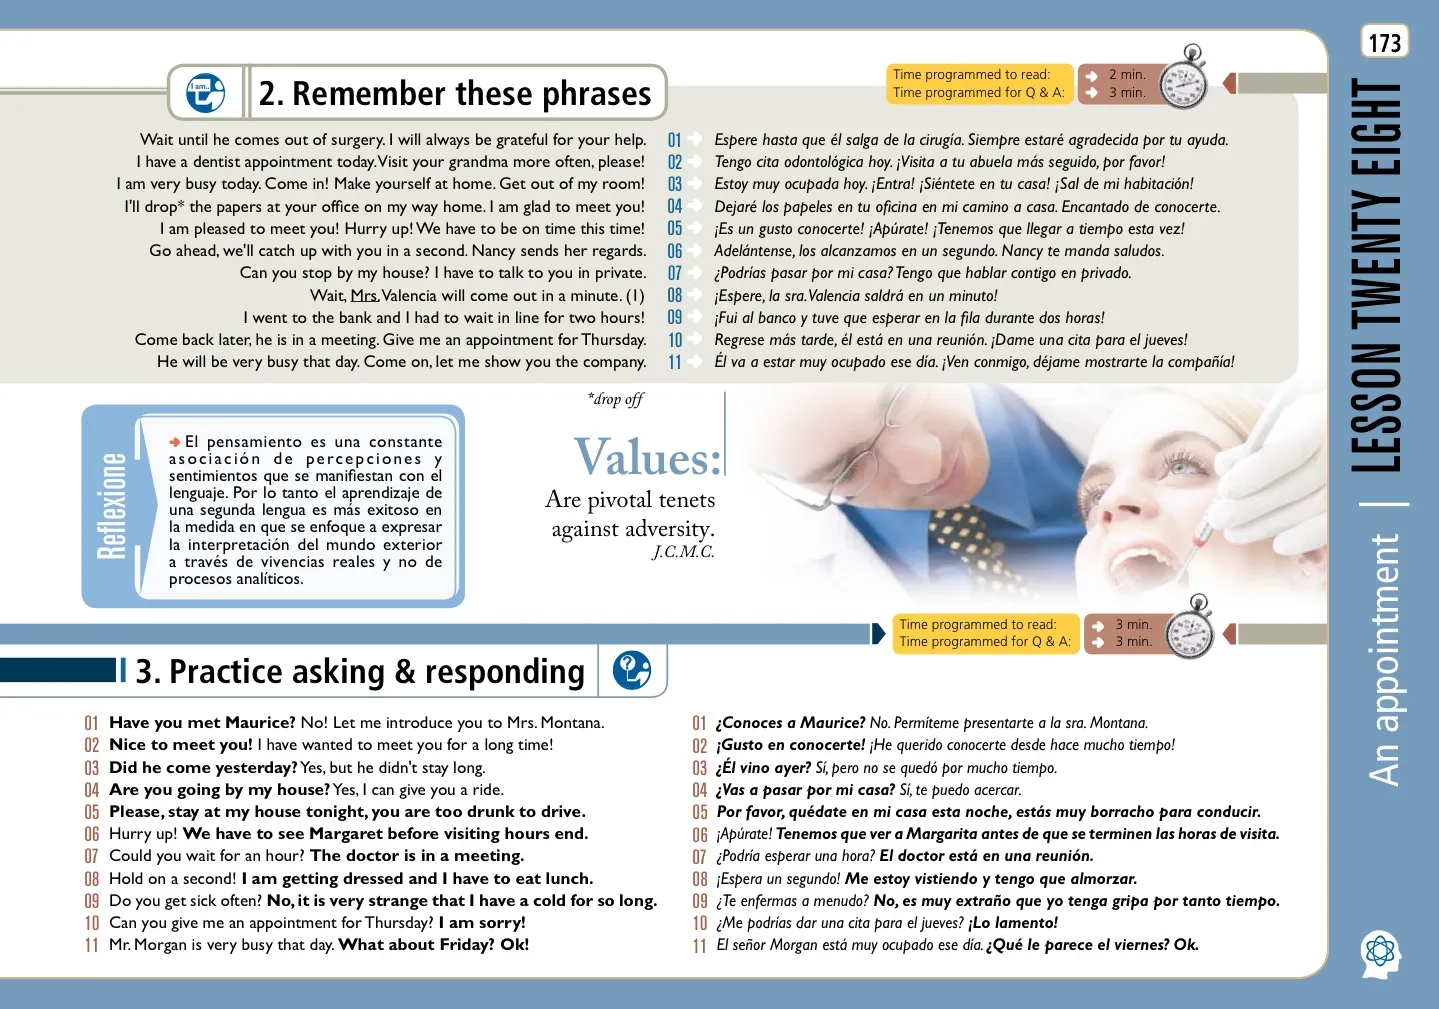 173
2. Remember these phrases
I am..
Time programmed to read: 2 min.
Time programmed for Q & A: 3 min.
Wait until he comes out of surgery. I will always be grateful for your help. 01 Espere hasta que él salga de la cirugía. Siempre estaré agradecida por tu ayuda.
I have a dentist appointment today. Visit your grandma more often, please! 02 Tengo cita odontológica hoy. ¡Visita a tu abuela más seguido, por favor!
I am very busy today. Come in! Make yourself at home. Get out of my room! 03 Estoy muy ocupada hoy. ¡Entra! ¡Siéntete en tu casa! ¡Sal de mi habitación!
I'll drop* the papers at your office on my way home. I am glad to meet you! 04 Dejaré los papeles en tu oficina en mi camino a casa. Encantado de conocerte.
I am pleased to meet you! Hurry up! We have to be on time this time! 05 ¡Es un gusto conocerte! ¡Apúrate! ¡Tenemos que llegar a tiempo esta vez!
Go ahead, we'll catch up with you in a second. Nancy sends her regards. 06 Adelántense, los alcanzamos en un segundo. Nancy te manda saludos.
Can you stop by my house? I have to talk to you in private. 07 ¿Podrías pasar por mi casa? Tengo que hablar contigo en privado.
Wait, Mrs. Valencia will come out in a minute. (1) 08 ¡Espere, la sra. Valencia saldrá en un minuto!
I went to the bank and I had to wait in line for two hours! 09 ¡Fui al banco y tuve que esperar en la fila durante dos horas!
Come back later, he is in a meeting. Give me an appointment for Thursday. 10 Regrese más tarde, él está en una reunión. ¡Dame una cita para el jueves!
He will be very busy that day. Come on, let me show you the company. 11 Él va a estar muy ocupado ese día. ¡Ven conmigo, déjame mostrarte la compañía!
*drop off
Reflexione
El pensamiento es una constante
asociación de percepciones y
sentimientos que se manifiestan con el
lenguaje. Por lo tanto el aprendizaje de
una segunda lengua es más exitoso en
la medida en que se enfoque a expresar
la interpretación del mundo exterior
a través de vivencias reales y no de
procesos analíticos.
Values:
Are pivotal tenets
against adversity.
J.C.M.C.
Time programmed to read: 3 min.
Time programmed for Q & A: 3 min.
3. Practice asking & responding
01 Have you met Maurice? No! Let me introduce you to Mrs. Montana. 01 ¿Conoces a Maurice? No. Permíteme presentarte a la sra. Montana.
02 Nice to meet you! I have wanted to meet you for a long time! 02 ¡Gusto en conocerte! ¡He querido conocerte desde hace mucho tiempo!
03 Did he come yesterday? Yes, but he didn't stay long. 03 ¿Él vino ayer? Sí, pero no se quedó por mucho tiempo.
04 Are you going by my house? Yes, I can give you a ride. 04 ¿Vas a pasar por mi casa? Sí, te puedo acercar.
05 Please, stay at my house tonight, you are too drunk to drive. 05 Por favor, quédate en mi casa esta noche, estás muy borracho para conducir.
06 Hurry up! We have to see Margaret before visiting hours end. 06 ¡Apúrate! Tenemos que ver a Margarita antes de que se terminen las horas de visita.
07 Could you wait for an hour? The doctor is in a meeting. 07 ¿Podría esperar una hora? El doctor está en una reunión.
08 Hold on a second! I am getting dressed and I have to eat lunch. 08 ¡Espera un segundo! Me estoy vistiendo y tengo que almorzar.
09 Do you get sick often? No, it is very strange that I have a cold for so long. 09 ¿Te enfermas a menudo? No, es muy extraño que yo tenga gripa por tanto tiempo.
10 Can you give me an appointment for Thursday? I am sorry! 10 ¿Me podrías dar una cita para el jueves? ¡Lo lamento!
11 Mr. Morgan is very busy that day. What about Friday? Ok! 11 El señor Morgan está muy ocupado ese día. ¿Qué le parece el viernes? Ok.
An appointment | LESSON TWENTY EIGHT